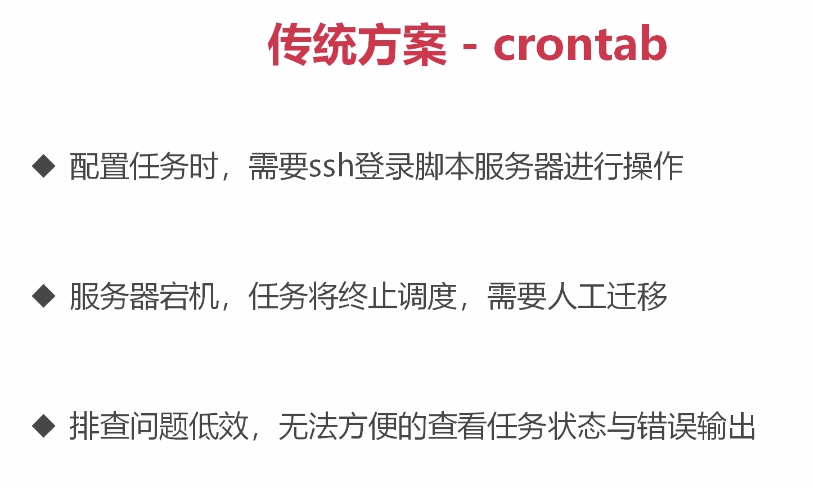 传统方案 - crontab
◆ 配置任务时，需要ssh登录脚本服务器进行操作
◆ 服务器宕机，任务将终止调度，需要人工迁移
◆ 排查问题低效，无法方便的查看任务状态与错误输出